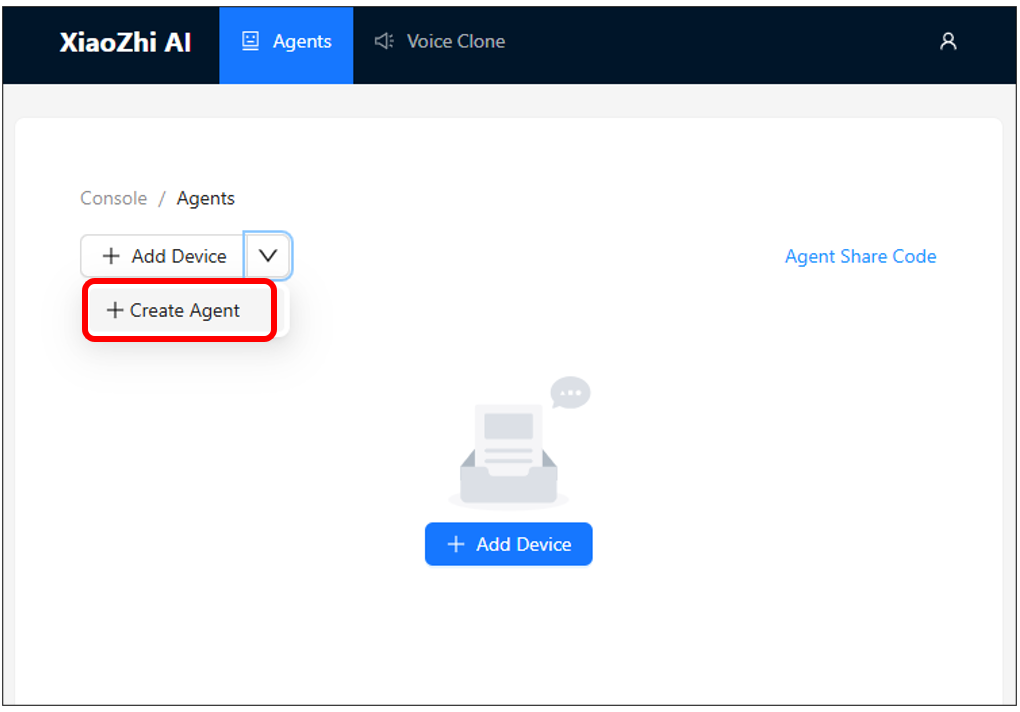 XiaoZhi AI Agents Voice Clone
Console / Agents
+ Add Device Agent Share Code
+ Create Agent
+ Add Device